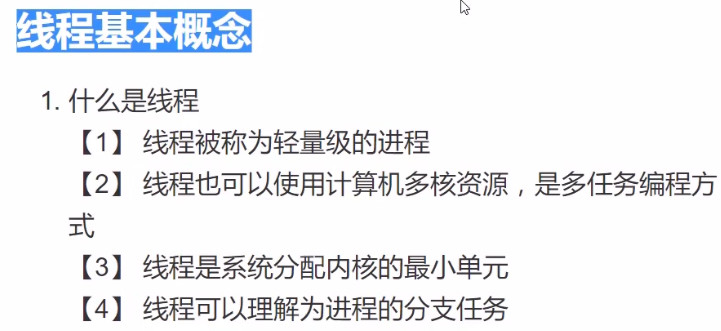 线程基本概念
1. 什么是线程
【1】 线程被称为轻量级的进程
【2】 线程也可以使用计算机多核资源，是多任务编程方
式
【3】 线程是系统分配内核的最小单元
【4】 线程可以理解为进程的分支任务